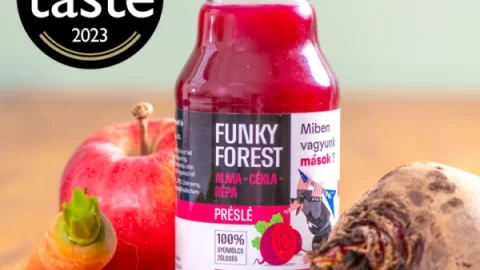 taste
2023
FUNKY
FOREST
ALMA - CÉKLA -
RÉPA
PRÉSLÉ
100%
GYÜMÖLCS
ZÖLDSÉG
Miben
vagyunk
mások?